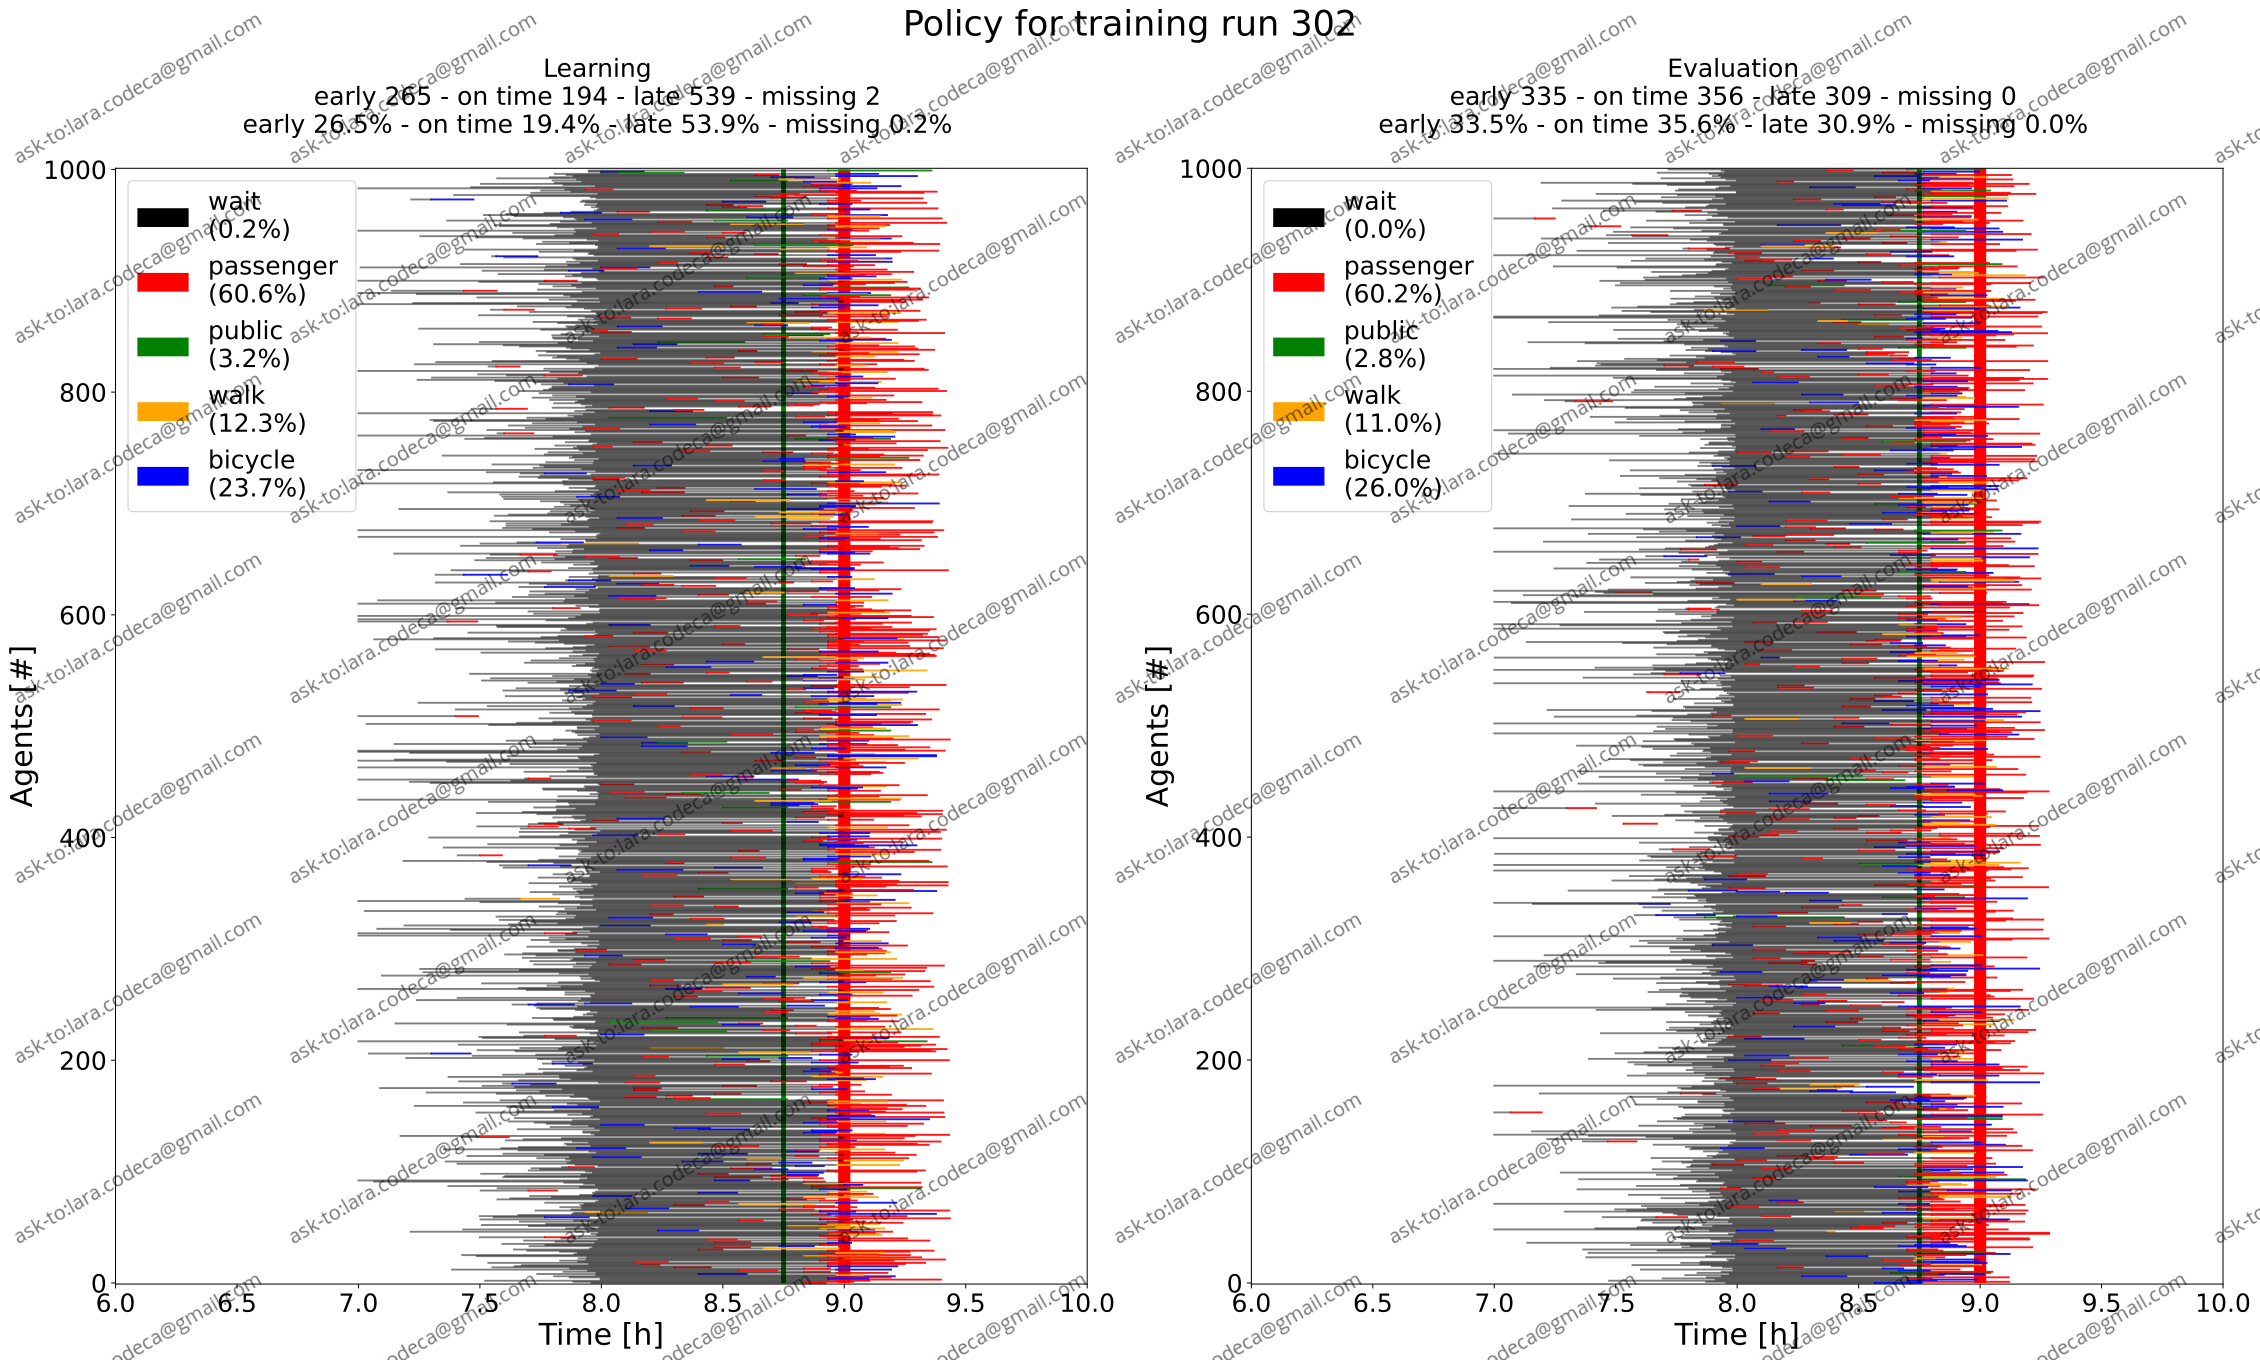 Policy for training run 302
Learning
early 265 - on time 194 - late 539 - missing 2
early 26.5% - on time 19.4% - late 53.9% - missing 0.2%
wait
(0.2%)
passenger
(60.6%)
public
(3.2%)
walk
(12.3%)
bicycle
(23.7%)
Agents [#]
1000
800
600
400
200
0
6.0 6.5 7.0 7.5 8.0 8.5 9.0 9.5 10.0
Time [h]
Evaluation
early 335 - on time 356 - late 309 - missing 0
early 33.5% - on time 35.6% - late 30.9% - missing 0.0%
wait
(0.0%)
passenger
(60.2%)
public
(2.8%)
walk
(11.0%)
bicycle
(26.0%)
Agents [#]
1000
800
600
400
200
0
6.0 6.5 7.0 7.5 8.0 8.5 9.0 9.5 10.0
Time [h]
ask-to:lara.codeca@gmail.com